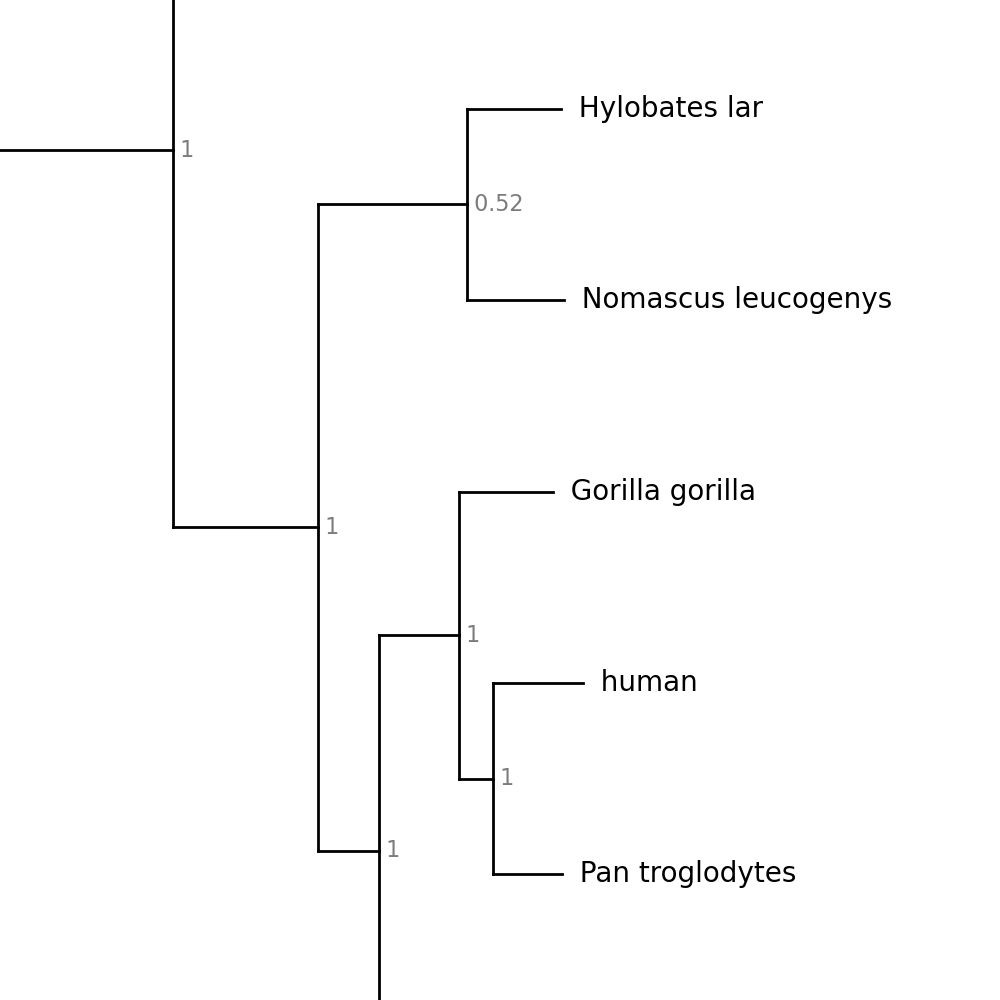 Hylobates lar
1
0.52
Nomascus leucogenys
Gorilla gorilla
1
1
human
1
1
Pan troglodytes